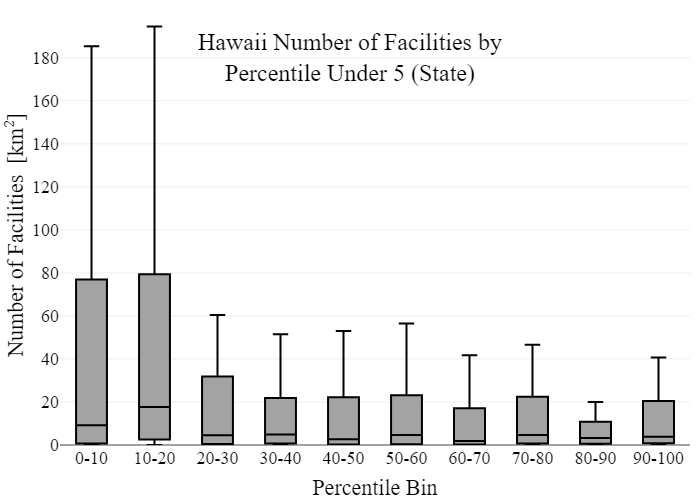 Hawaii Number of Facilities by
Percentile Under 5 (State)
Number of Facilities [km²]
180
160
140
120
100
80
60
40
20
0
0-10 10-20 20-30 30-40 40-50 50-60 60-70 70-80 80-90 90-100
Percentile Bin